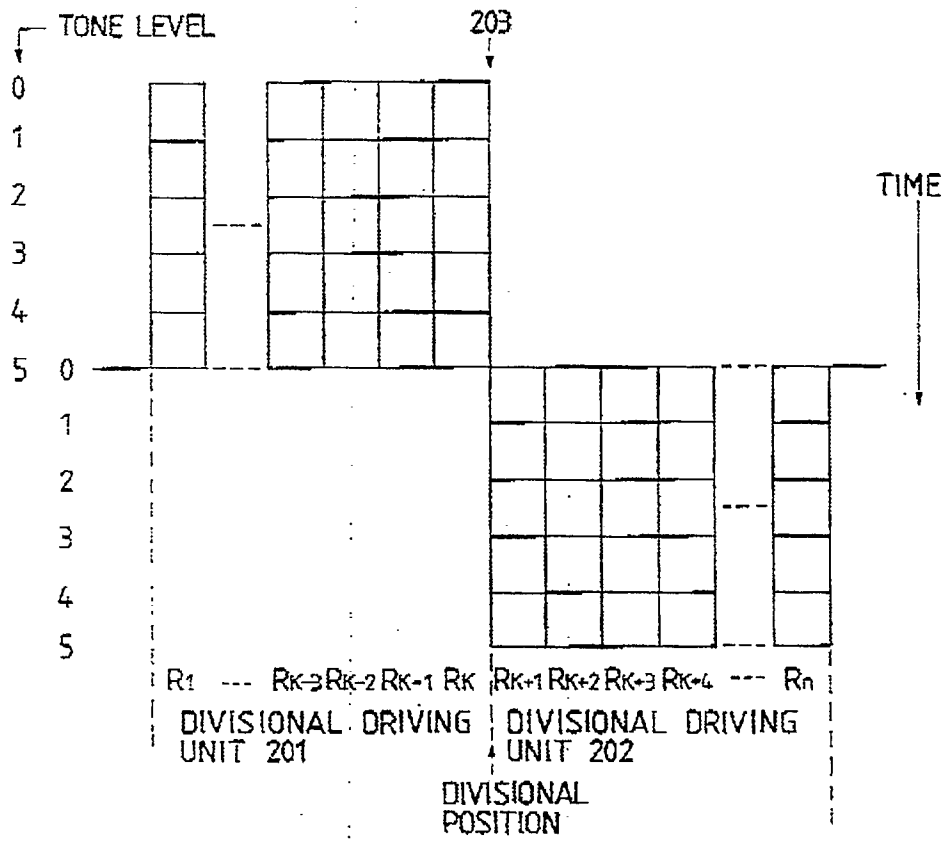 TONE LEVEL
203
0
1
2
3
4
5
TIME
0
1
2
3
4
5
R1 --- RK-3 RK-2 RK-1 RK RK+1 RK+2 RK+3 RK+4 --- Rn
DIVISIONAL DRIVING
UNIT 201
DIVISIONAL DRIVING
UNIT 202
DIVISIONAL
POSITION